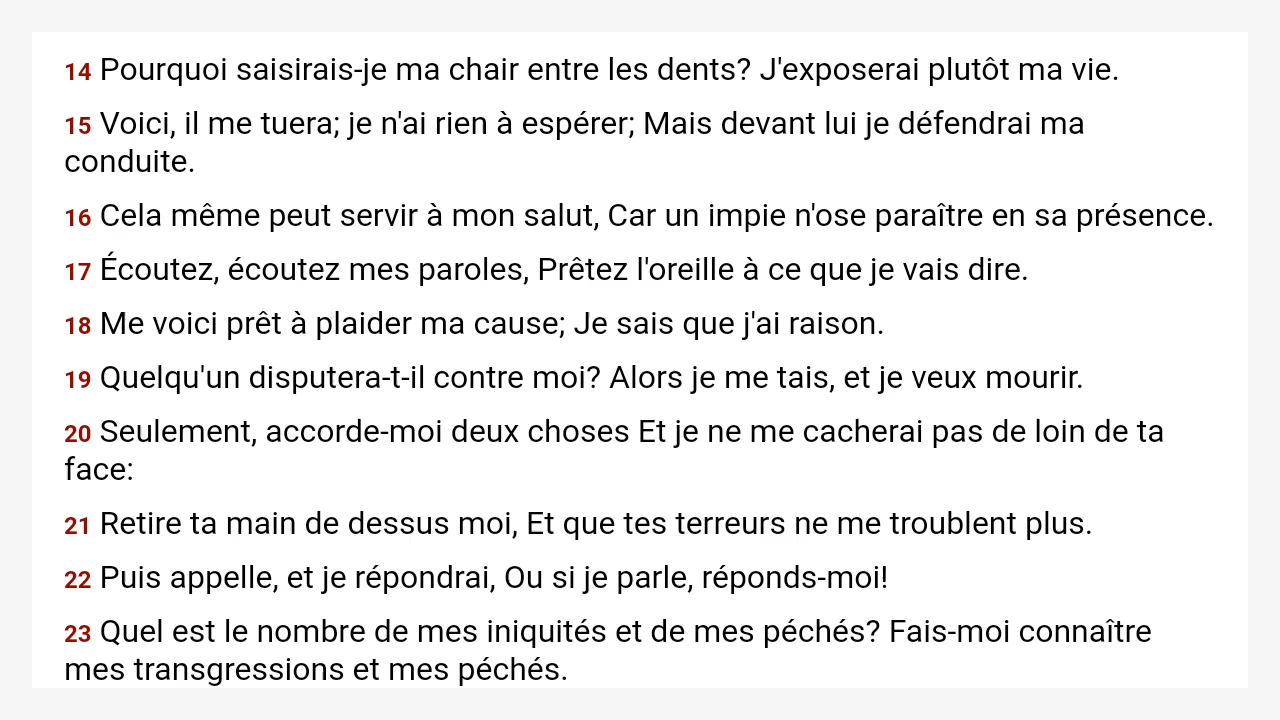 14 Pourquoi saisirais-je ma chair entre les dents? J'exposerai plutôt ma vie.
15 Voici, il me tuera; je n'ai rien à espérer; Mais devant lui je défendrai ma
conduite.
16 Cela même peut servir à mon salut, Car un impie n'ose paraître en sa présence.
17 Écoutez, écoutez mes paroles, Prêtez l'oreille à ce que je vais dire.
18 Me voici prêt à plaider ma cause; Je sais que j'ai raison.
19 Quelqu'un disputera-t-il contre moi? Alors je me tais, et je veux mourir.
20 Seulement, accorde-moi deux choses Et je ne me cacherai pas de loin de ta
face:
21 Retire ta main de dessus moi, Et que tes terreurs ne me troublent plus.
22 Puis appelle, et je répondrai, Ou si je parle, réponds-moi!
23 Quel est le nombre de mes iniquités et de mes péchés? Fais-moi connaître
mes transgressions et mes péchés.